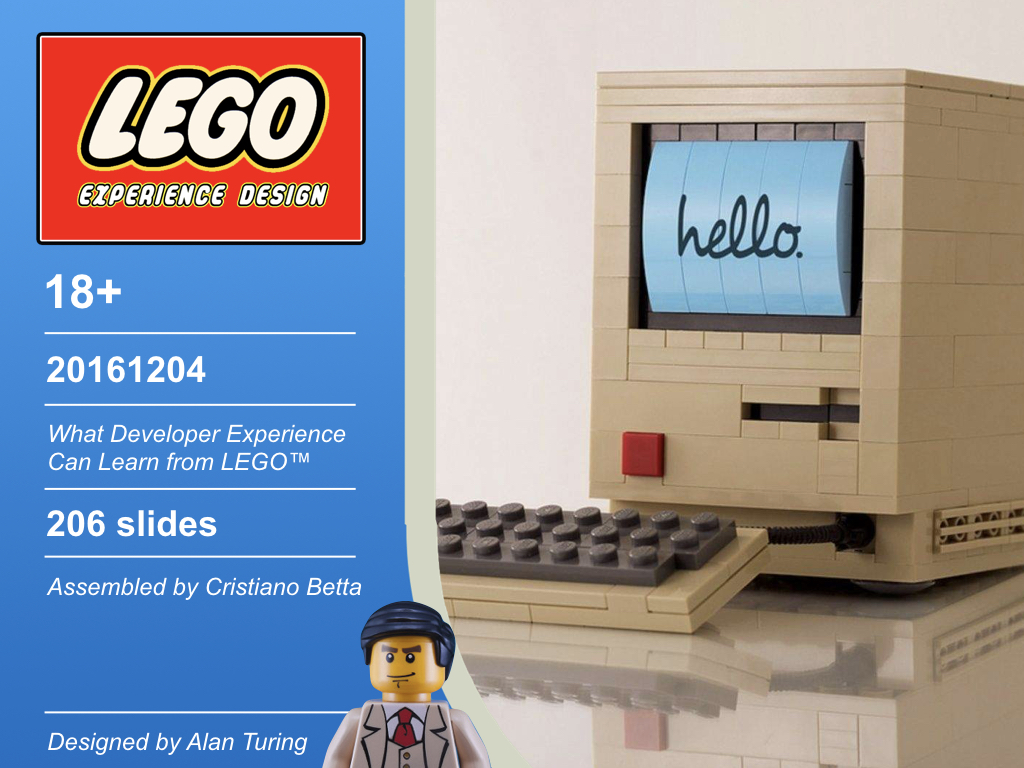 LEGO
EXPERIENCE DESIGN
18+
20161204
What Developer Experience
Can Learn from LEGO™
206 slides
Assembled by Cristiano Betta
Designed by Alan Turing
hello.